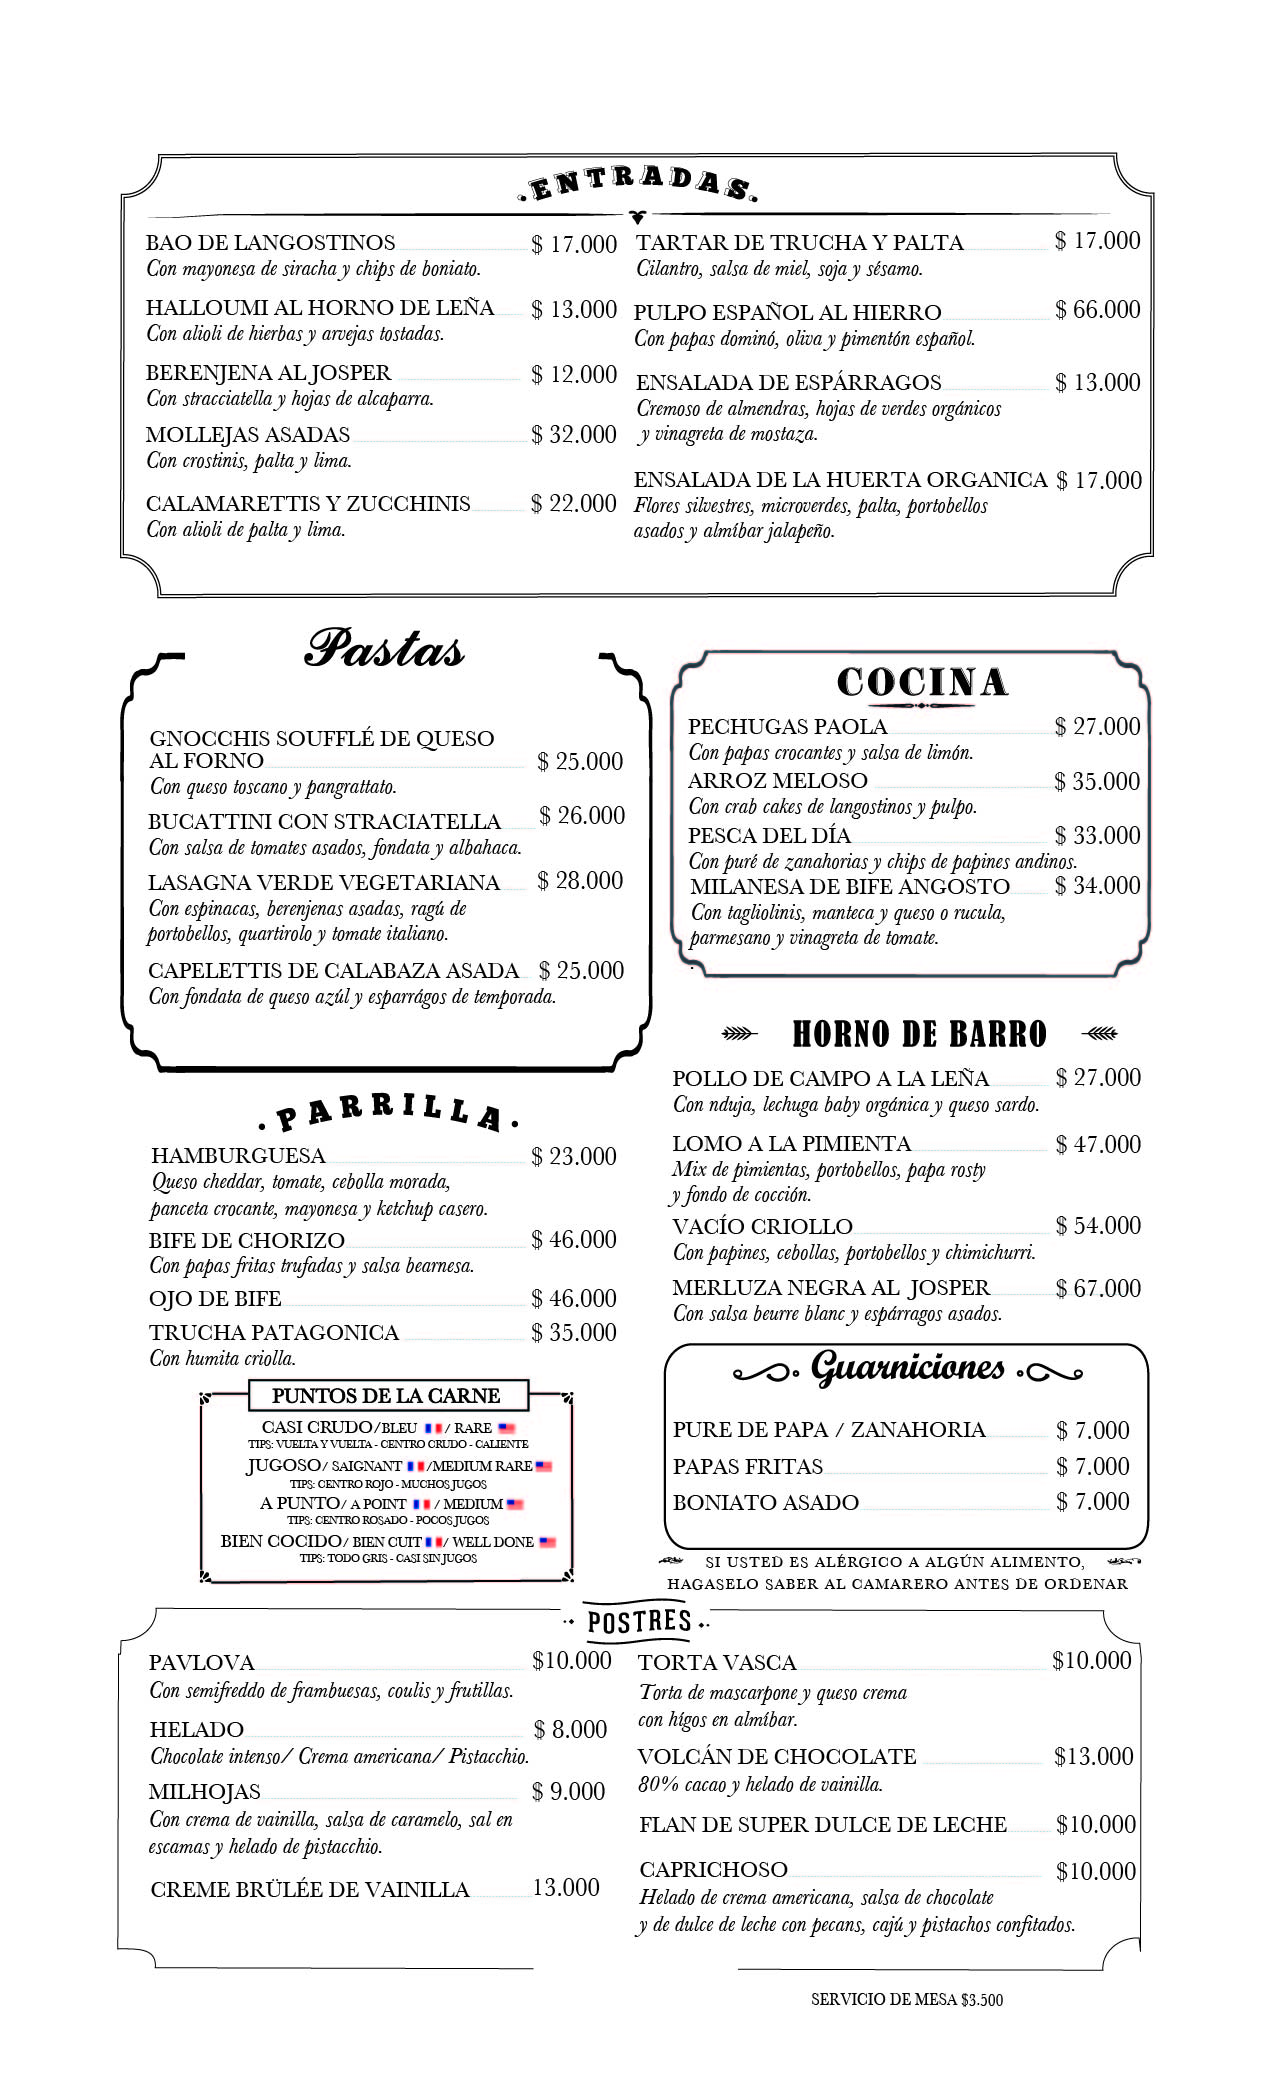 .ENTRADAS.
BAO DE LANGOSTINOS $ 17.000
Con mayonesa de siracha y chips de boniato.
HALLOUMI AL HORNO DE LEÑA $ 13.000
Con alioli de hierbas y arvejas tostadas.
BERENJENA AL JOSPER $ 12.000
Con stracciatella y hojas de alcaparra.
MOLLEJAS ASADAS $ 32.000
Con crostinis, palta y lima.
CALAMARETTIS Y ZUCCHINIS $ 22.000
Con alioli de palta y lima.
TARTAR DE TRUCHA Y PALTA $ 17.000
Cilantro, salsa de miel, soja y sésamo.
PULPO ESPAÑOL AL HIERRO $ 66.000
Con papas dominó, oliva y pimentón español.
ENSALADA DE ESPÁRRAGOS $ 13.000
Cremoso de almendras, hojas de verdes orgánicos
y vinagreta de mostaza.
ENSALADA DE LA HUERTA ORGANICA $ 17.000
Flores silvestres, microverdes, palta, portobellos
asados y almíbar jalapeño.
Pastas
GNOCCHIS SOUFFLÉ DE QUESO
AL FORNO $ 25.000
Con queso toscano y pangrattato.
BUCATTINI CON STRACIATELLA $ 26.000
Con salsa de tomates asados, fondata y albahaca.
LASAGNA VERDE VEGETARIANA $ 28.000
Con espinacas, berenjenas asadas, ragú de
portobellos, quartirolo y tomate italiano.
CAPELETTIS DE CALABAZA ASADA $ 25.000
Con fondata de queso azúl y esparrágos de temporada.
COCINA
PECHUGAS PAOLA $ 27.000
Con papas crocantes y salsa de limón.
ARROZ MELOSO $ 35.000
Con crab cakes de langostinos y pulpo.
PESCA DEL DÍA $ 33.000
Con puré de zanahorias y chips de papines andinos.
MILANESA DE BIFE ANGOSTO $ 34.000
Con tagliolinis, manteca y queso o rucula,
parmesano y vinagreta de tomate.
.
HORNO DE BARRO
POLLO DE CAMPO A LA LEÑA $ 27.000
Con nduja, lechuga baby orgánica y queso sardo.
LOMO A LA PIMIENTA $ 47.000
Mix de pimientas, portobellos, papa rosty
y fondo de cocción.
VACÍO CRIOLLO $ 54.000
Con papines, cebollas, portobellos y chimichurri.
MERLUZA NEGRA AL JOSPER $ 67.000
Con salsa beurre blanc y espárragos asados.
.PARRILLA.
HAMBURGUESA $ 23.000
Queso cheddar, tomate, cebolla morada,
panceta crocante, mayonesa y ketchup casero.
BIFE DE CHORIZO $ 46.000
Con papas fritas trufadas y salsa bearnesa.
OJO DE BIFE $ 46.000
TRUCHA PATAGONICA $ 35.000
Con humita criolla.
PUNTOS DE LA CARNE
CASI CRUDO/BLEU / RARE
TIPS: VUELTA Y VUELTA - CENTRO CRUDO - CALIENTE
JUGOSO/ SAIGNANT /MEDIUM RARE
TIPS: CENTRO ROJO - MUCHOS JUGOS
A PUNTO/ A POINT / MEDIUM
TIPS: CENTRO ROSADO - POCOS JUGOS
BIEN COCIDO/ BIEN CUIT / WELL DONE
TIPS: TODO GRIS - CASI SIN JUGOS
Guarniciones
PURE DE PAPA / ZANAHORIA $ 7.000
PAPAS FRITAS $ 7.000
BONIATO ASADO $ 7.000
SI USTED ES ALÉRGICO A ALGÚN ALIMENTO,
HAGASELO SABER AL CAMARERO ANTES DE ORDENAR
POSTRES
PAVLOVA $10.000
Con semifreddo de frambuesas, coulis y frutillas.
HELADO $ 8.000
Chocolate intenso/ Crema americana/ Pistacchio.
MILHOJAS $ 9.000
Con crema de vainilla, salsa de caramelo, sal en
escamas y helado de pistacchio.
CREME BRÜLÉE DE VAINILLA 13.000
TORTA VASCA $10.000
Torta de mascarpone y queso crema
con hígos en almíbar.
VOLCÁN DE CHOCOLATE $13.000
80% cacao y helado de vainilla.
FLAN DE SUPER DULCE DE LECHE $10.000
CAPRICHOSO $10.000
Helado de crema americana, salsa de chocolate
y de dulce de leche con pecans, cajú y pistachos confitados.
SERVICIO DE MESA $3.500